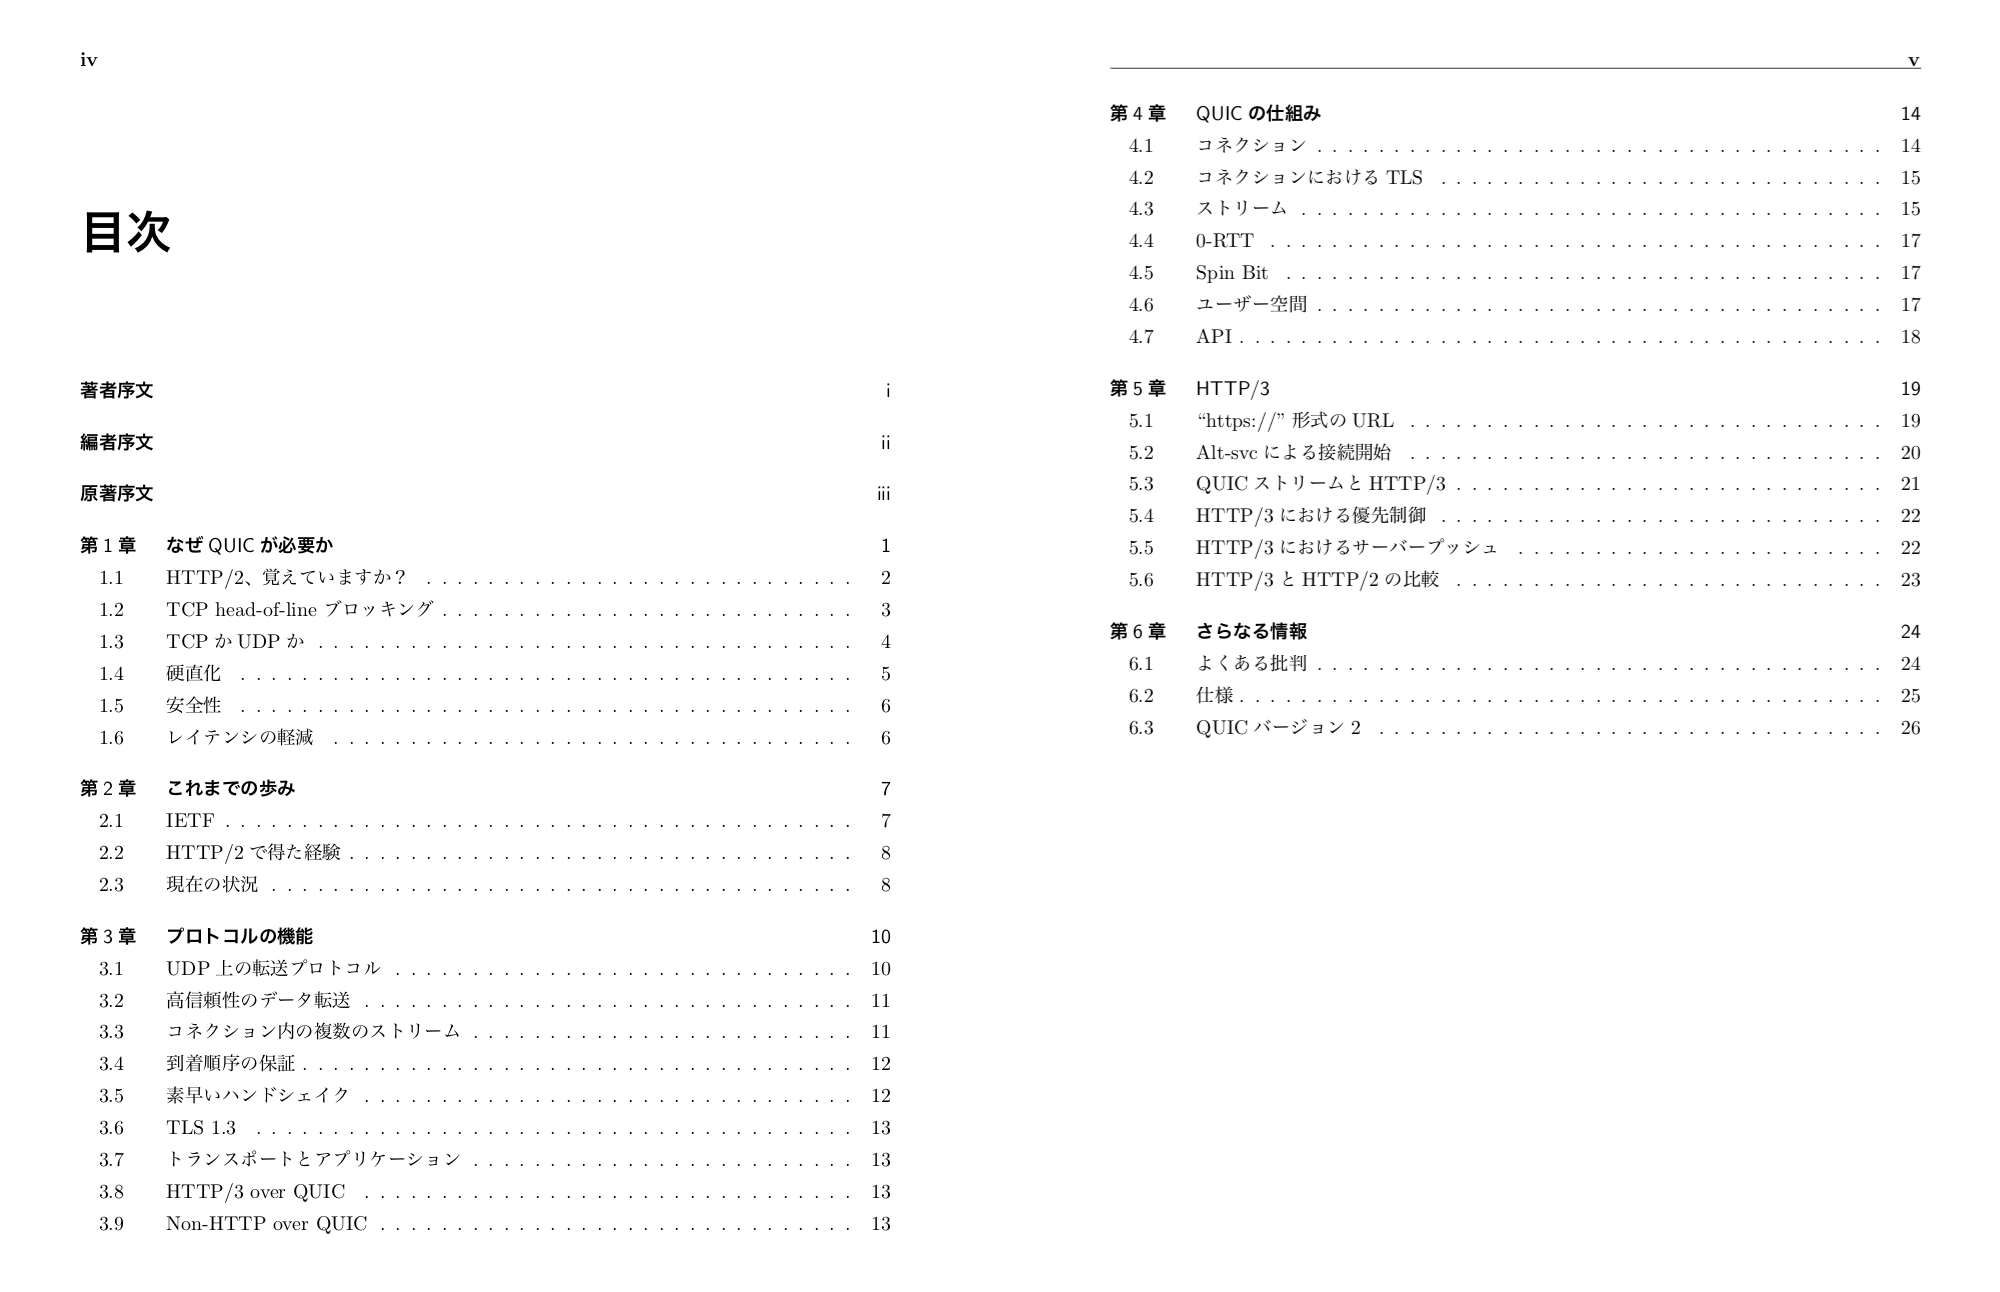 iv
目次
著者序文 i
編者序文 ii
原著序文 iii
第 1 章 なぜ QUIC が必要か 1
1.1 HTTP/2、覚えていますか？ . . . . . . . . . . . . . . . . . . . . . . . . . . . . 2
1.2 TCP head-of-line ブロッキング . . . . . . . . . . . . . . . . . . . . . . . . . . . 3
1.3 TCP か UDP か . . . . . . . . . . . . . . . . . . . . . . . . . . . . . . . . . . . 4
1.4 硬直化 . . . . . . . . . . . . . . . . . . . . . . . . . . . . . . . . . . . . . . . . 5
1.5 安全性 . . . . . . . . . . . . . . . . . . . . . . . . . . . . . . . . . . . . . . . . 6
1.6 レイテンシの軽減 . . . . . . . . . . . . . . . . . . . . . . . . . . . . . . . . . . 6
第 2 章 これまでの歩み 7
2.1 IETF . . . . . . . . . . . . . . . . . . . . . . . . . . . . . . . . . . . . . . . . . 7
2.2 HTTP/2 で得た経験 . . . . . . . . . . . . . . . . . . . . . . . . . . . . . . . . . 8
2.3 現在の状況 . . . . . . . . . . . . . . . . . . . . . . . . . . . . . . . . . . . . . . 8
第 3 章 プロトコルの機能 10
3.1 UDP 上の転送プロトコル . . . . . . . . . . . . . . . . . . . . . . . . . . . . . . 10
3.2 高信頼性のデータ転送 . . . . . . . . . . . . . . . . . . . . . . . . . . . . . . . . 11
3.3 コネクション内の複数のストリーム . . . . . . . . . . . . . . . . . . . . . . . . . 11
3.4 到着順序の保証 . . . . . . . . . . . . . . . . . . . . . . . . . . . . . . . . . . . . 12
3.5 素早いハンドシェイク . . . . . . . . . . . . . . . . . . . . . . . . . . . . . . . . 12
3.6 TLS 1.3 . . . . . . . . . . . . . . . . . . . . . . . . . . . . . . . . . . . . . . . 13
3.7 トランスポートとアプリケーション . . . . . . . . . . . . . . . . . . . . . . . . . 13
3.8 HTTP/3 over QUIC . . . . . . . . . . . . . . . . . . . . . . . . . . . . . . . . 13
3.9 Non-HTTP over QUIC . . . . . . . . . . . . . . . . . . . . . . . . . . . . . . . 13
v
第 4 章 QUIC の仕組み 14
4.1 コネクション . . . . . . . . . . . . . . . . . . . . . . . . . . . . . . . . . . . . . 14
4.2 コネクションにおける TLS . . . . . . . . . . . . . . . . . . . . . . . . . . . . . 15
4.3 ストリーム . . . . . . . . . . . . . . . . . . . . . . . . . . . . . . . . . . . . . . 15
4.4 0-RTT . . . . . . . . . . . . . . . . . . . . . . . . . . . . . . . . . . . . . . . . 17
4.5 Spin Bit . . . . . . . . . . . . . . . . . . . . . . . . . . . . . . . . . . . . . . . 17
4.6 ユーザー空間 . . . . . . . . . . . . . . . . . . . . . . . . . . . . . . . . . . . . . 17
4.7 API . . . . . . . . . . . . . . . . . . . . . . . . . . . . . . . . . . . . . . . . . . 18
第 5 章 HTTP/3 19
5.1 “https://” 形式の URL . . . . . . . . . . . . . . . . . . . . . . . . . . . . . . . 19
5.2 Alt-svc による接続開始 . . . . . . . . . . . . . . . . . . . . . . . . . . . . . . . 20
5.3 QUIC ストリームと HTTP/3 . . . . . . . . . . . . . . . . . . . . . . . . . . . . 21
5.4 HTTP/3 における優先制御 . . . . . . . . . . . . . . . . . . . . . . . . . . . . . 22
5.5 HTTP/3 におけるサーバープッシュ . . . . . . . . . . . . . . . . . . . . . . . . 22
5.6 HTTP/3 と HTTP/2 の比較 . . . . . . . . . . . . . . . . . . . . . . . . . . . . 23
第 6 章 さらなる情報 24
6.1 よくある批判 . . . . . . . . . . . . . . . . . . . . . . . . . . . . . . . . . . . . . 24
6.2 仕様 . . . . . . . . . . . . . . . . . . . . . . . . . . . . . . . . . . . . . . . . . . 25
6.3 QUIC バージョン 2 . . . . . . . . . . . . . . . . . . . . . . . . . . . . . . . . . 26